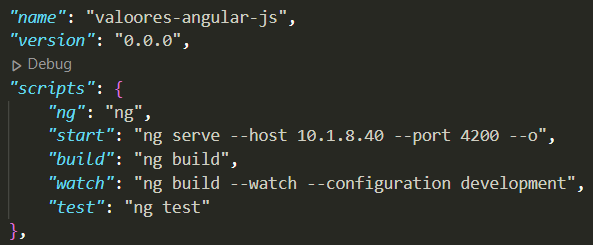 "name": "valoores-angular-js",
"version": "0.0.0",
Debug
"scripts": {
"ng": "ng",
"start": "ng serve --host 10.1.8.40 --port 4200 --o",
"build": "ng build",
"watch": "ng build --watch --configuration development",
"test": "ng test"
},